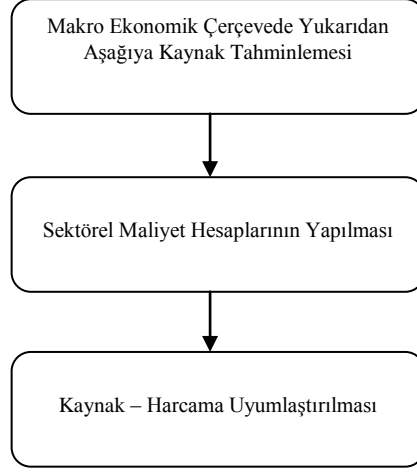 Makro Ekonomik Çerçevede Yukarıdan
Aşağıya Kaynak Tahminlemesi
Sektörel Maliyet Hesaplarının Yapılması
Kaynak – Harcama Uyumlaştırılması